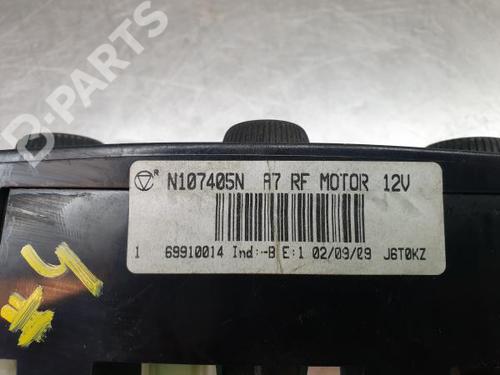 B-PARTS
N107405N A7 RF MOTOR 12V
1 69910014 Ind:-B E:1 02/09/09 J6T0KZ